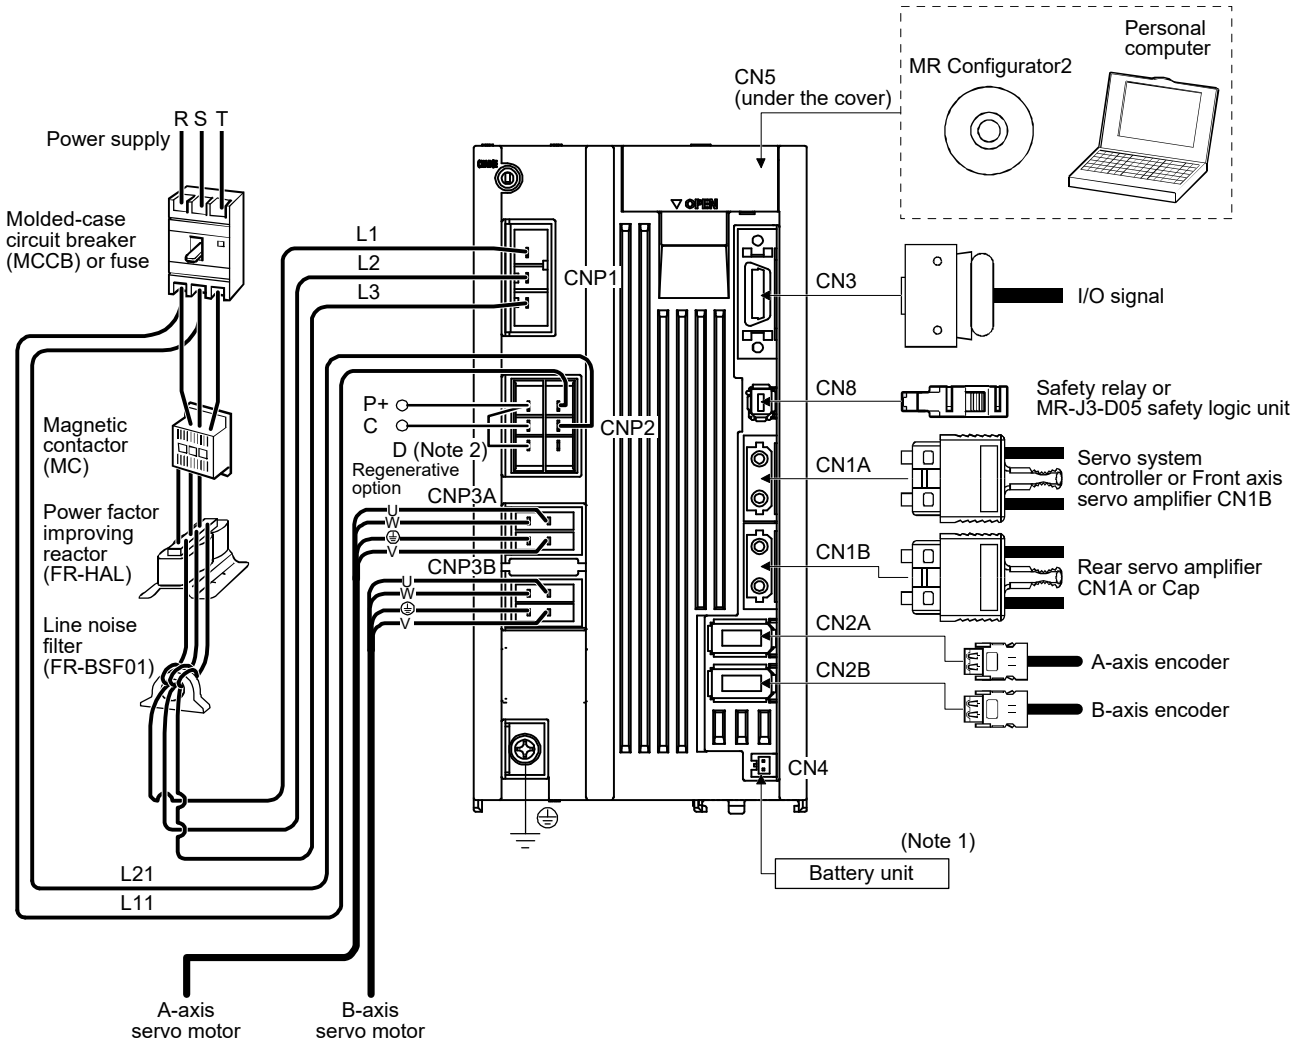 Personal
computer
MR Configurator2
CN5
(under the cover)
R S T
Power supply
Molded-case
circuit breaker
(MCCB) or fuse
L1
L2
L3
CNP1
▽ OPEN
CN3
I/O signal
CN8
Safety relay or
MR-J3-D05 safety logic unit
P+
C
D (Note 2)
Regenerative
option
CNP2
Magnetic
contactor
(MC)
CN1A
Servo system
controller or Front axis
servo amplifier CN1B
CNP3A
U
W
V
Power factor
improving
reactor
(FR-HAL)
CN1B
Rear servo amplifier
CN1A or Cap
CNP3B
U
W
V
Line noise
filter
(FR-BSF01)
CN2A
A-axis encoder
CN2B
B-axis encoder
CN4
(Note 1)
Battery unit
L21
L11
A-axis
servo motor
B-axis
servo motor